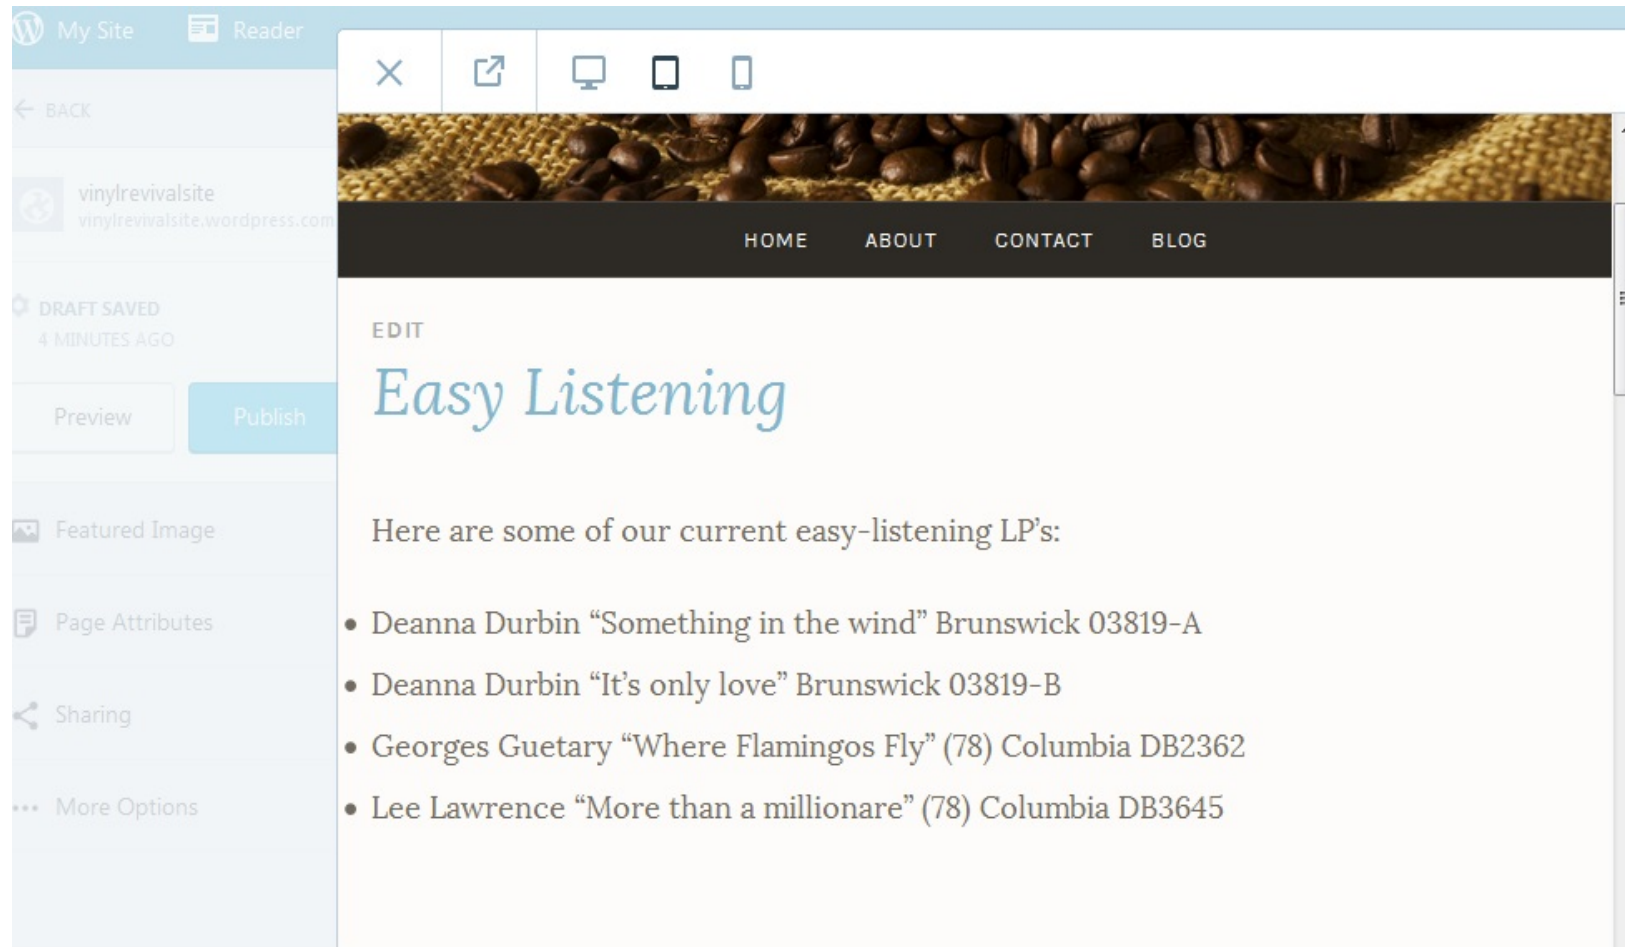 My Site
Reader
BACK
vinylrevivalsite
vinylrevivalsite.wordpress.com
DRAFT SAVED
4 MINUTES AGO
Preview
Publish
Featured Image
Page Attributes
Sharing
More Options
HOME ABOUT CONTACT BLOG
EDIT
Easy Listening
Here are some of our current easy-listening LP’s:
• Deanna Durbin “Something in the wind” Brunswick 03819-A
• Deanna Durbin “It’s only love” Brunswick 03819-B
• Georges Guetary “Where Flamingos Fly” (78) Columbia DB2362
• Lee Lawrence “More than a millionare” (78) Columbia DB3645